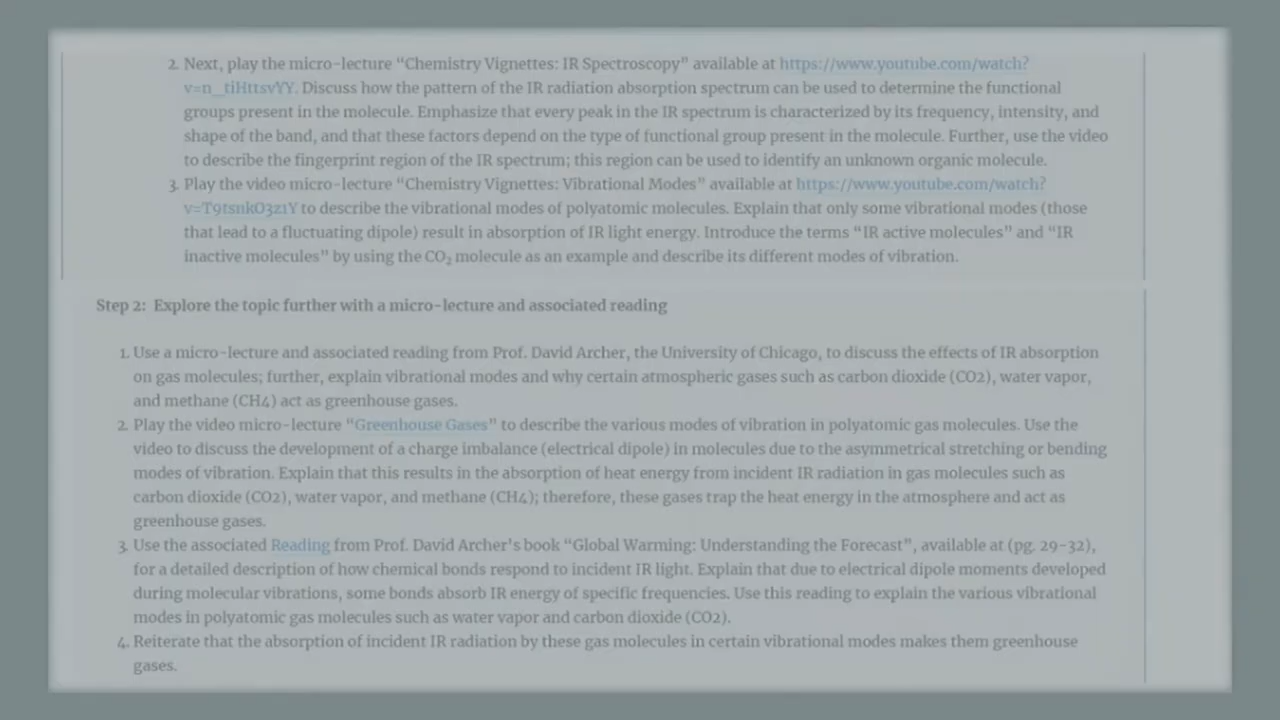 2. Next, play the micro-lecture “Chemistry Vignettes: IR Spectroscopy” available at https://www.youtube.com/watch?
v=n_tiHttsvYY. Discuss how the pattern of the IR radiation absorption spectrum can be used to determine the functional
groups present in the molecule. Emphasize that every peak in the IR spectrum is characterized by its frequency, intensity, and
shape of the band, and that these factors depend on the type of functional group present in the molecule. Further, use the video
to describe the fingerprint region of the IR spectrum; this region can be used to identify an unknown organic molecule.
3. Play the video micro-lecture “Chemistry Vignettes: Vibrational Modes” available at https://www.youtube.com/watch?
v=T9tsnkO3z1Y to describe the vibrational modes of polyatomic molecules. Explain that only some vibrational modes (those
that lead to a fluctuating dipole) result in absorption of IR light energy. Introduce the terms “IR active molecules” and “IR
inactive molecules” by using the CO₂ molecule as an example and describe its different modes of vibration.
Step 2: Explore the topic further with a micro-lecture and associated reading
1. Use a micro-lecture and associated reading from Prof. David Archer, the University of Chicago, to discuss the effects of IR absorption
on gas molecules; further, explain vibrational modes and why certain atmospheric gases such as carbon dioxide (CO2), water vapor,
and methane (CH4) act as greenhouse gases.
2. Play the video micro-lecture “Greenhouse Gases” to describe the various modes of vibration in polyatomic gas molecules. Use the
video to discuss the development of a charge imbalance (electrical dipole) in molecules due to the asymmetrical stretching or bending
modes of vibration. Explain that this results in the absorption of heat energy from incident IR radiation in gas molecules such as
carbon dioxide (CO2), water vapor, and methane (CH4); therefore, these gases trap the heat energy in the atmosphere and act as
greenhouse gases.
3. Use the associated Reading from Prof. David Archer's book “Global Warming: Understanding the Forecast”, available at (pg. 29-32),
for a detailed description of how chemical bonds respond to incident IR light. Explain that due to electrical dipole moments developed
during molecular vibrations, some bonds absorb IR energy of specific frequencies. Use this reading to explain the various vibrational
modes in polyatomic gas molecules such as water vapor and carbon dioxide (CO2).
4. Reiterate that the absorption of incident IR radiation by these gas molecules in certain vibrational modes makes them greenhouse
gases.